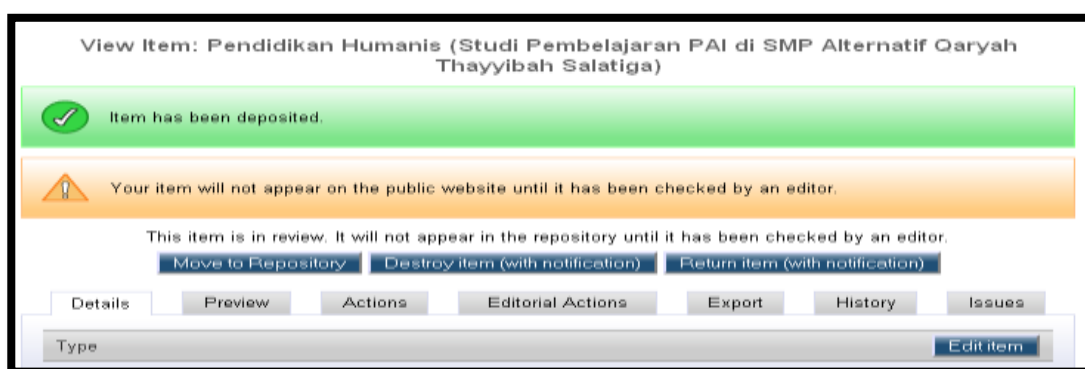 View Item: Pendidikan Humanis (Studi Pembelajaran PAI di SMP Alternatif Qaryah
Thayyibah Salatiga)
Item has been deposited.
Your item will not appear on the public website until it has been checked by an editor.
This item is in review. It will not appear in the repository until it has been checked by an editor.
Move to Repository Destroy item (with notification) Return item (with notification)
Details Preview Actions Editorial Actions Export History Issues
Type Edit item